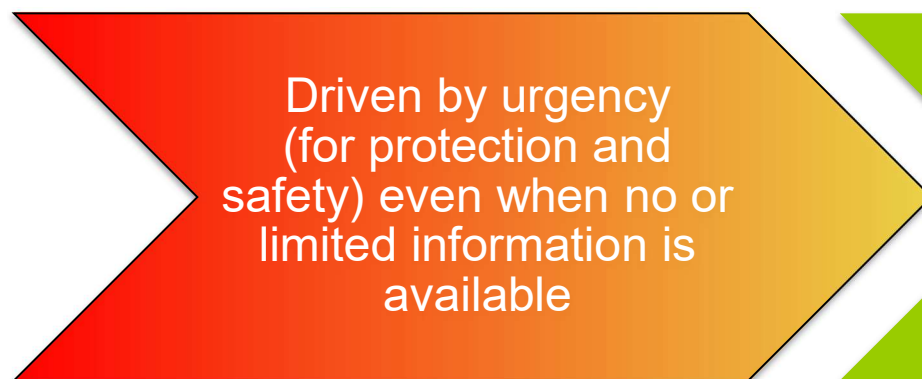 Driven by urgency
(for protection and
safety) even when no or
limited information is
available